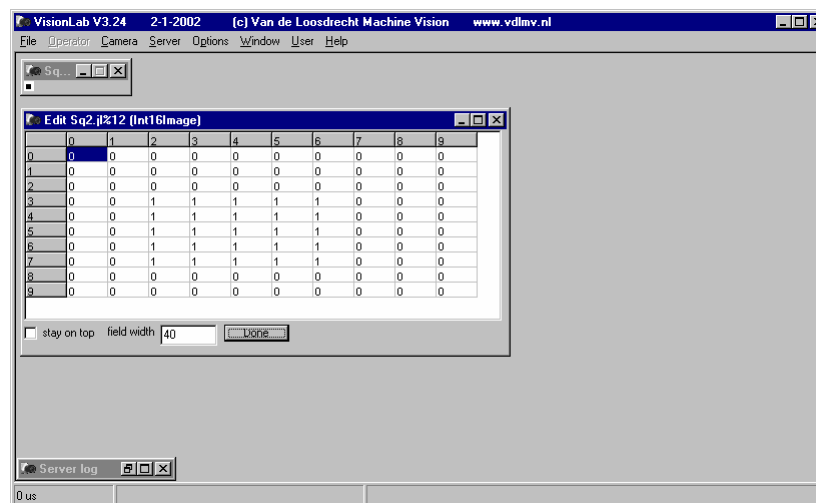 VisionLab V3.24 2-1-2002 (c) Van de Loosdrecht Machine Vision www.vdlmv.nl
File Operator Camera Server Options Window User Help
Sq...
Edit Sq2.jl%12 (Int16Image)
0 1 2 3 4 5 6 7 8 9
0 0 0 0 0 0 0 0 0 0 0
1 0 0 0 0 0 0 0 0 0 0
2 0 0 0 0 0 0 0 0 0 0
3 0 0 1 1 1 1 1 0 0 0
4 0 0 1 1 1 1 1 0 0 0
5 0 0 1 1 1 1 1 0 0 0
6 0 0 1 1 1 1 1 0 0 0
7 0 0 1 1 1 1 1 0 0 0
8 0 0 0 0 0 0 0 0 0 0
9 0 0 0 0 0 0 0 0 0 0
stay on top field width 40 Done
Server log
0 us